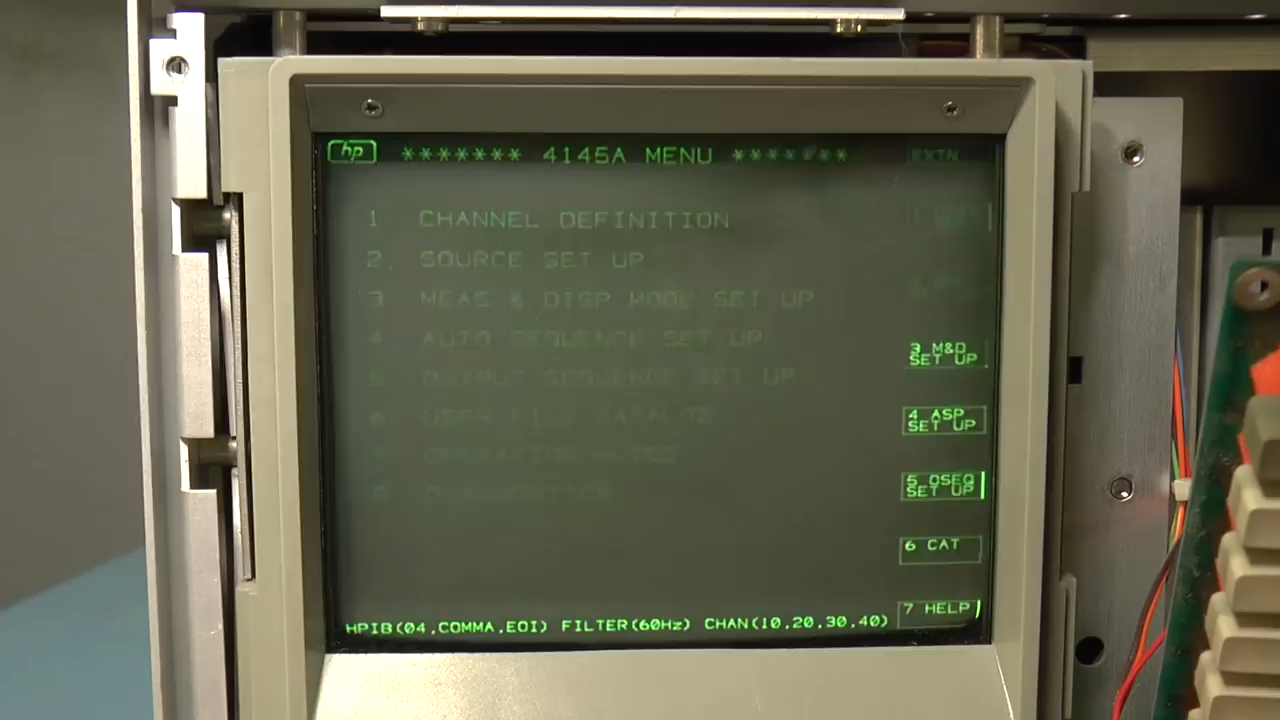 hp ******* 4145A MENU ******* EXTN
1 CHANNEL DEFINITION
2. SOURCE SET UP
3 MEAS & DISP MODE SET UP
4 AUTO SEQUENCE SET UP
5 OUTPUT SEQUENCE SET UP
6 USER FILE CATALOG
3 M&D
SET UP
4 ASP
SET UP
5 OSEQ
SET UP
6 CAT
7 HELP
HPIB(04,COMMA,EOI) FILTER(60Hz) CHAN(10,20,30,40)